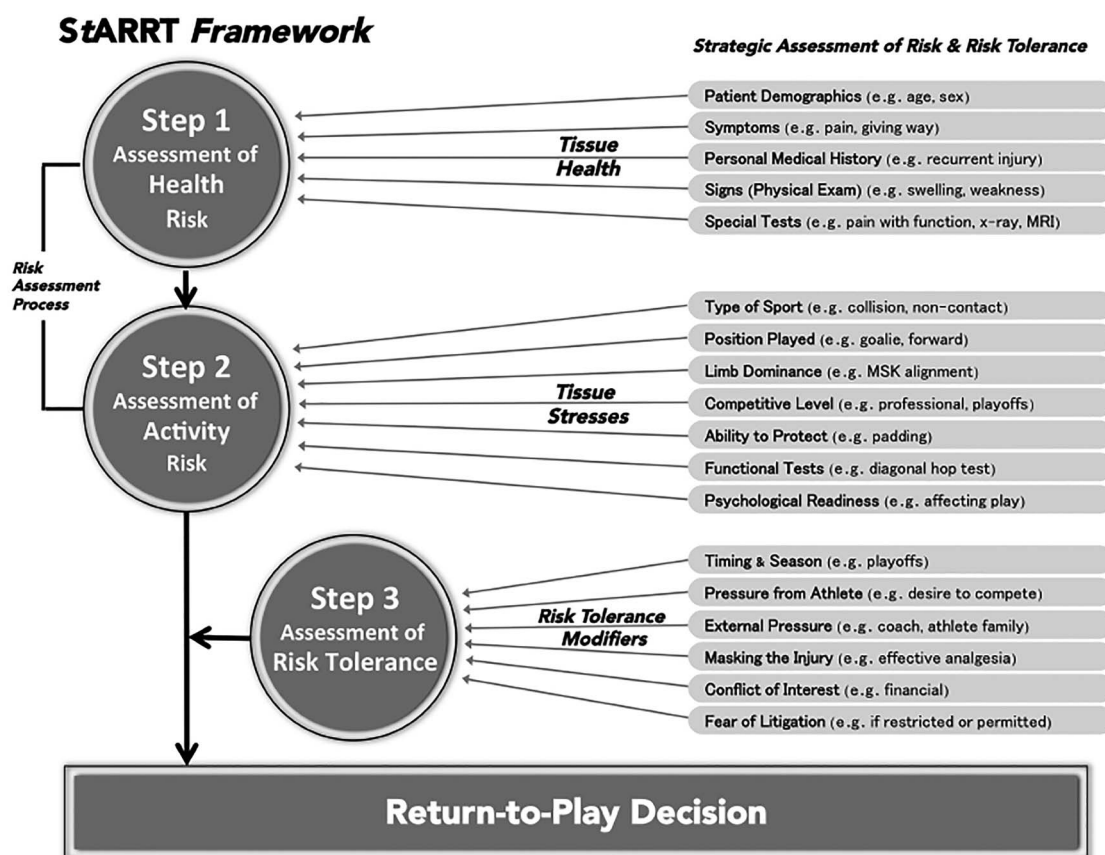 StARRT Framework
Strategic Assessment of Risk & Risk Tolerance
Step 1
Assessment of
Health
Risk
Tissue
Health
Patient Demographics (e.g. age, sex)
Symptoms (e.g. pain, giving way)
Personal Medical History (e.g. recurrent injury)
Signs (Physical Exam) (e.g. swelling, weakness)
Special Tests (e.g. pain with function, x-ray, MRI)
Risk
Assessment
Process
Step 2
Assessment of
Activity
Risk
Tissue
Stresses
Type of Sport (e.g. collision, non-contact)
Position Played (e.g. goalie, forward)
Limb Dominance (e.g. MSK alignment)
Competitive Level (e.g. professional, playoffs)
Ability to Protect (e.g. padding)
Functional Tests (e.g. diagonal hop test)
Psychological Readiness (e.g. affecting play)
Step 3
Assessment of
Risk Tolerance
Risk Tolerance
Modifiers
Timing & Season (e.g. playoffs)
Pressure from Athlete (e.g. desire to compete)
External Pressure (e.g. coach, athlete family)
Masking the Injury (e.g. effective analgesia)
Conflict of Interest (e.g. financial)
Fear of Litigation (e.g. if restricted or permitted)
Return-to-Play Decision